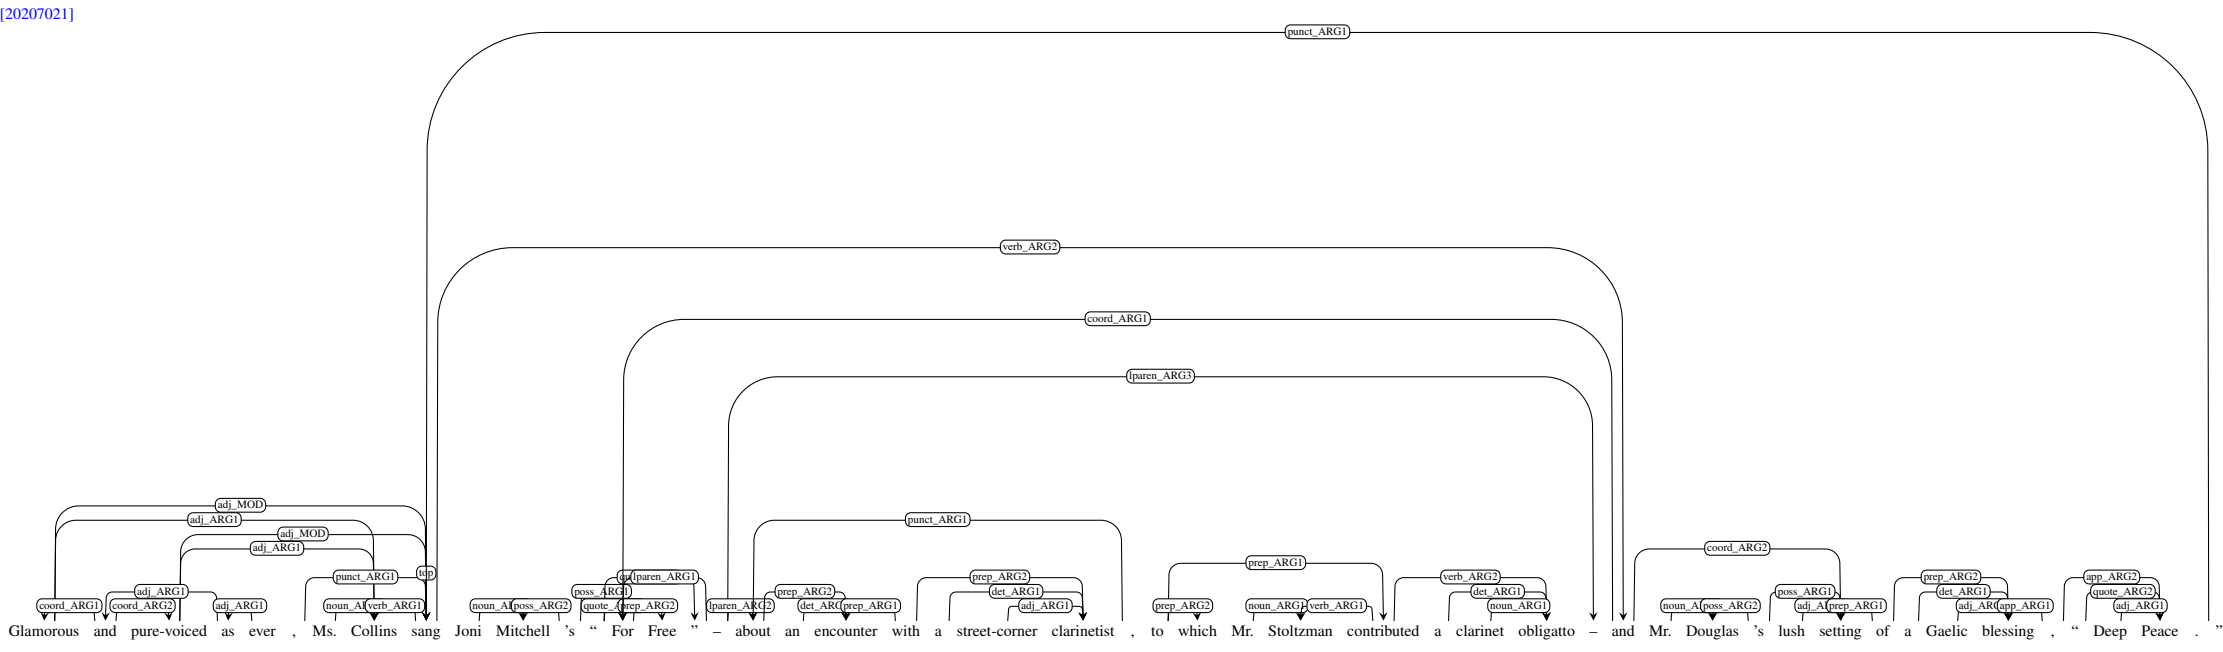 [20207021]
punct_ARG1
verb_ARG2
coord_ARG1
lparen_ARG3
adj_MOD
adj_ARG1 punct_ARG1
adj_MOD
adj_ARG1 coord_ARG2
prep_ARG1
punct_ARG1 top lparen_ARG1 prep_ARG2 verb_ARG2 prep_ARG2 app_ARG2
adj_ARG1 poss_ARG1 prep_ARG2 det_ARG1 det_ARG1 poss_ARG1 det_ARG1 quote_ARG2
coord_ARG1 coord_ARG2 adj_ARG1 verb_ARG1 poss_ARG2 prep_ARG2 lparen_ARG2 prep_ARG1 adj_ARG1 prep_ARG2 noun_ARG1 verb_ARG1 noun_ARG1 poss_ARG2 prep_ARG1 app_ARG1 adj_ARG1
Glamorous and pure-voiced as ever , Ms. Collins sang Joni Mitchell 's “ For Free ” – about an encounter with a street-corner clarinetist , to which Mr. Stoltzman contributed a clarinet obligatto – and Mr. Douglas 's lush setting of a Gaelic blessing , “ Deep Peace . ”